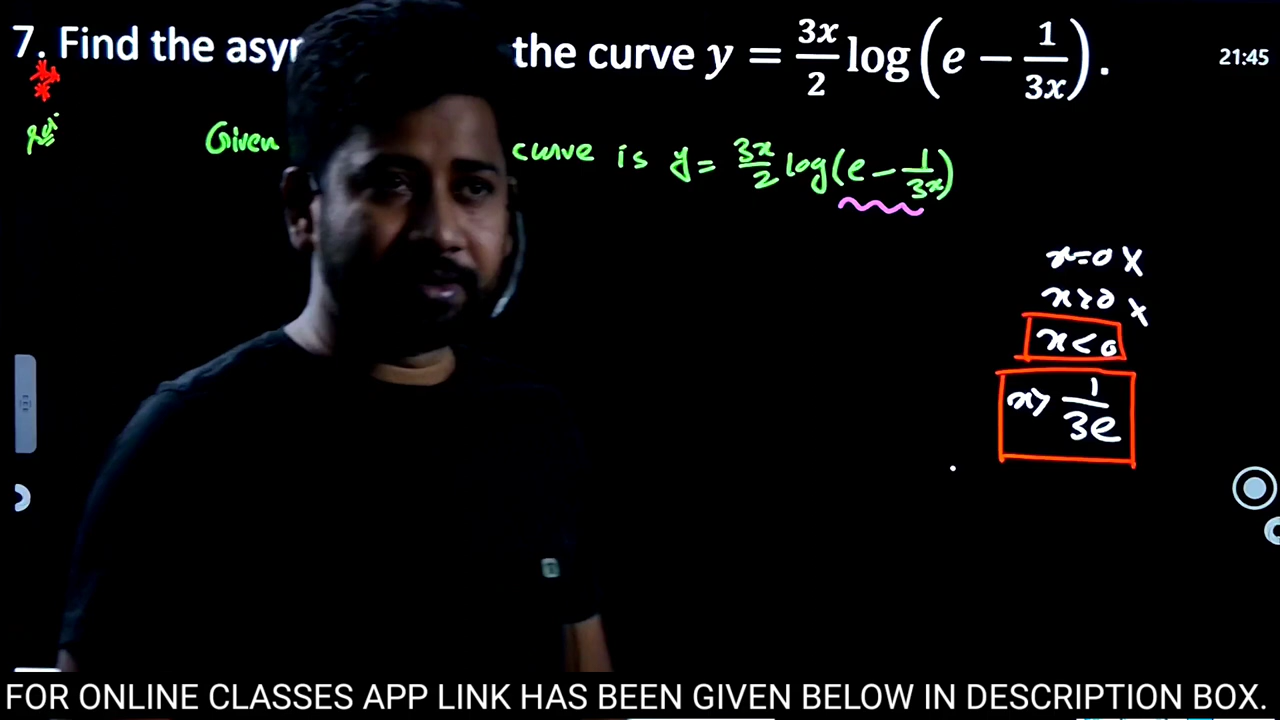 7. Find the asy the curve y = 3x/2 log(e − 1/3x).
21:45
Given curve is y = 3x/2 log(e − 1/3x)
x=0 X
x>0 X
x<0
x> 1/3e
FOR ONLINE CLASSES APP LINK HAS BEEN GIVEN BELOW IN DESCRIPTION BOX.